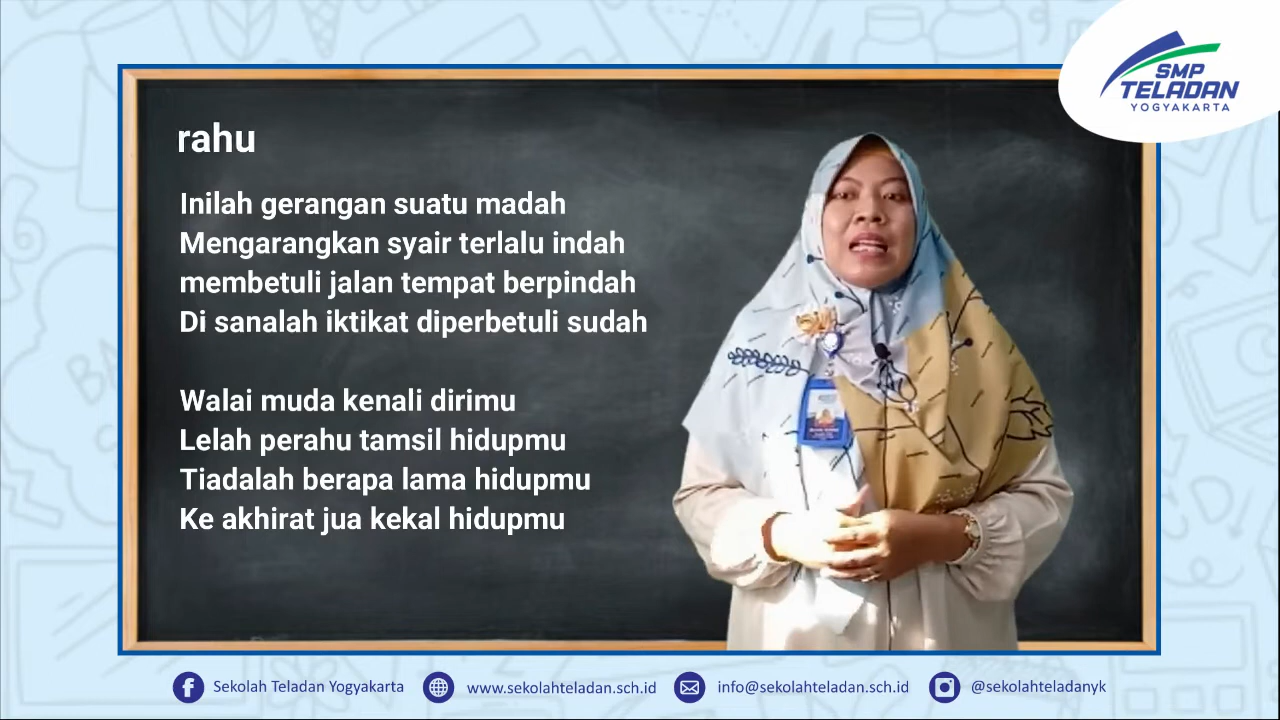 SMP
TELADAN
YOGYAKARTA
rahu
Inilah gerangan suatu madah
Mengarangkan syair terlalu indah
membetuli jalan tempat berpindah
Di sanalah iktikat diperbetuli sudah
Walai muda kenali dirimu
Lelah perahu tamsil hidupmu
Tiadalah berapa lama hidupmu
Ke akhirat jua kekal hidupmu
Sekolah Teladan Yogyakarta
www.sekolahteladan.sch.id
info@sekolahteladan.sch.id
@sekolahteladanyk